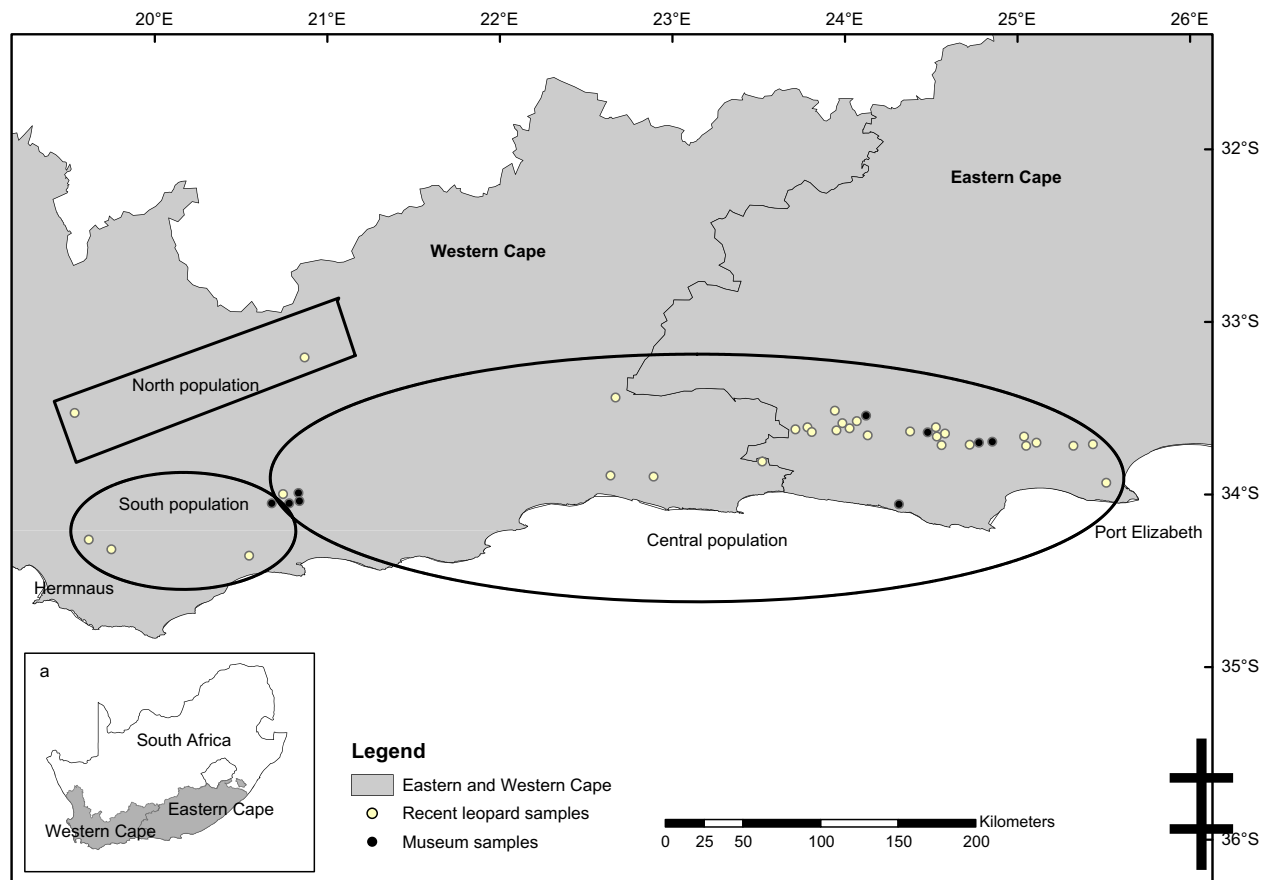 20°E 21°E 22°E 23°E 24°E 25°E 26°E
32°S
Eastern Cape
Western Cape
33°S
North population
34°S
South population
Port Elizabeth
Central population
Hermnaus
35°S
a
South Africa
Eastern Cape
Western Cape
Legend
Eastern and Western Cape
Recent leopard samples
Museum samples
Kilometers
0 25 50 100 150 200
36°S